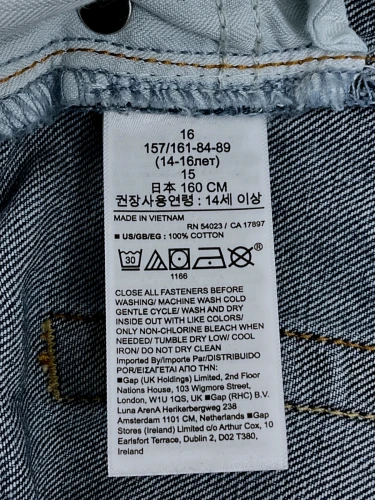 16
157/161-84-89
(14-16лет)
15
日本 160 CM
권장사용연령 : 14세 이상
MADE IN VIETNAM
RN 54023 / CA 17897
■ US/GB/EG : 100% COTTON
30
1166
CLOSE ALL FASTENERS BEFORE
WASHING/ MACHINE WASH COLD
GENTLE CYCLE/ WASH AND DRY
INSIDE OUT WITH LIKE COLORS/
ONLY NON-CHLORINE BLEACH WHEN
NEEDED/ TUMBLE DRY LOW/ COOL
IRON/ DO NOT DRY CLEAN
Imported By/Importe Par/DISTRIBUIDO
POR/ΕΙΣΑΓΕΤΑΙ ΑΠΟ:
■Gap (UK Holdings) Limited, 2nd Floor
Nations House, 103 Wigmore Street,
London, W1U 1QS, UK ■Gap (RHC) B.V.
Luna ArenA Herikerbergweg 238
Amsterdam 1101 CM, Netherlands ■Gap
Stores (Ireland) Limited c/o Arthur Cox, 10
Earlsfort Terrace, Dublin 2, D02 T380,
Ireland